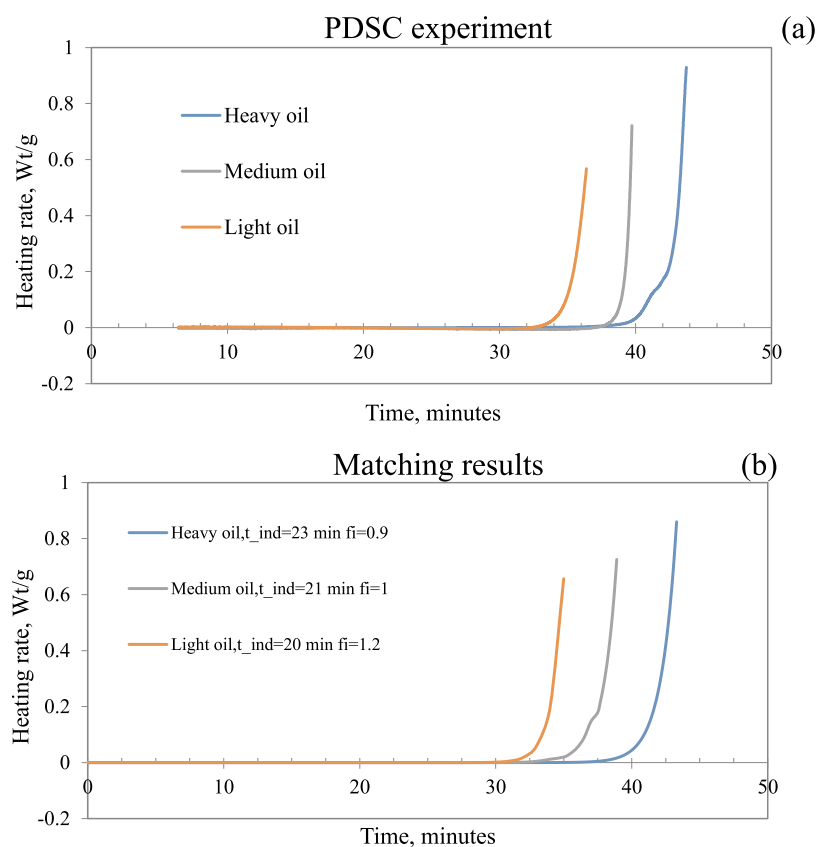 PDSC experiment
(a)
Heating rate, Wt/g
1
0.8
0.6
0.4
0.2
0
-0.2
Heavy oil
Medium oil
Light oil
0 10 20 30 40 50
Time, minutes
Matching results
(b)
Heating rate, Wt/g
1
0.8
0.6
0.4
0.2
0
-0.2
Heavy oil,t_ind=23 min fi=0.9
Medium oil,t_ind=21 min fi=1
Light oil,t_ind=20 min fi=1.2
0 10 20 30 40 50
Time, minutes